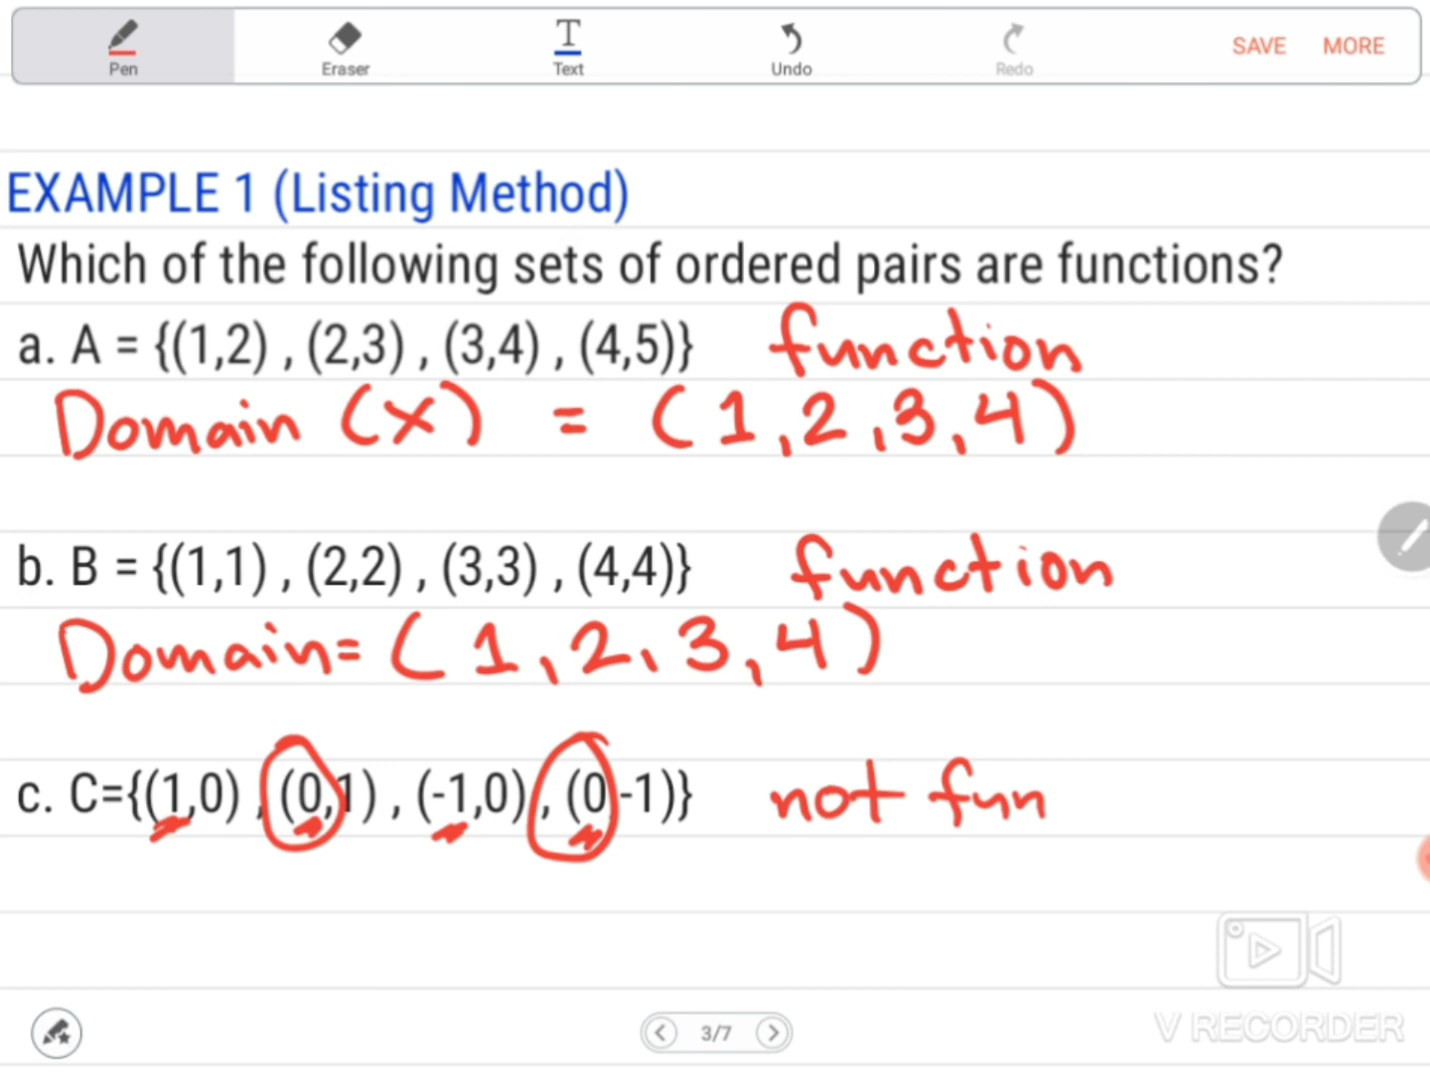 Pen Eraser T Text Undo Redo SAVE MORE
EXAMPLE 1 (Listing Method)
Which of the following sets of ordered pairs are functions?
a. A = {(1,2) , (2,3) , (3,4) , (4,5)} function
Domain (x) = (1,2,3,4)
b. B = {(1,1) , (2,2) , (3,3) , (4,4)} function
Domain= (1,2,3,4)
c. C={(1,0) , (0,1) , (-1,0) , (0,-1)} not fun
3/7
V RECORDER